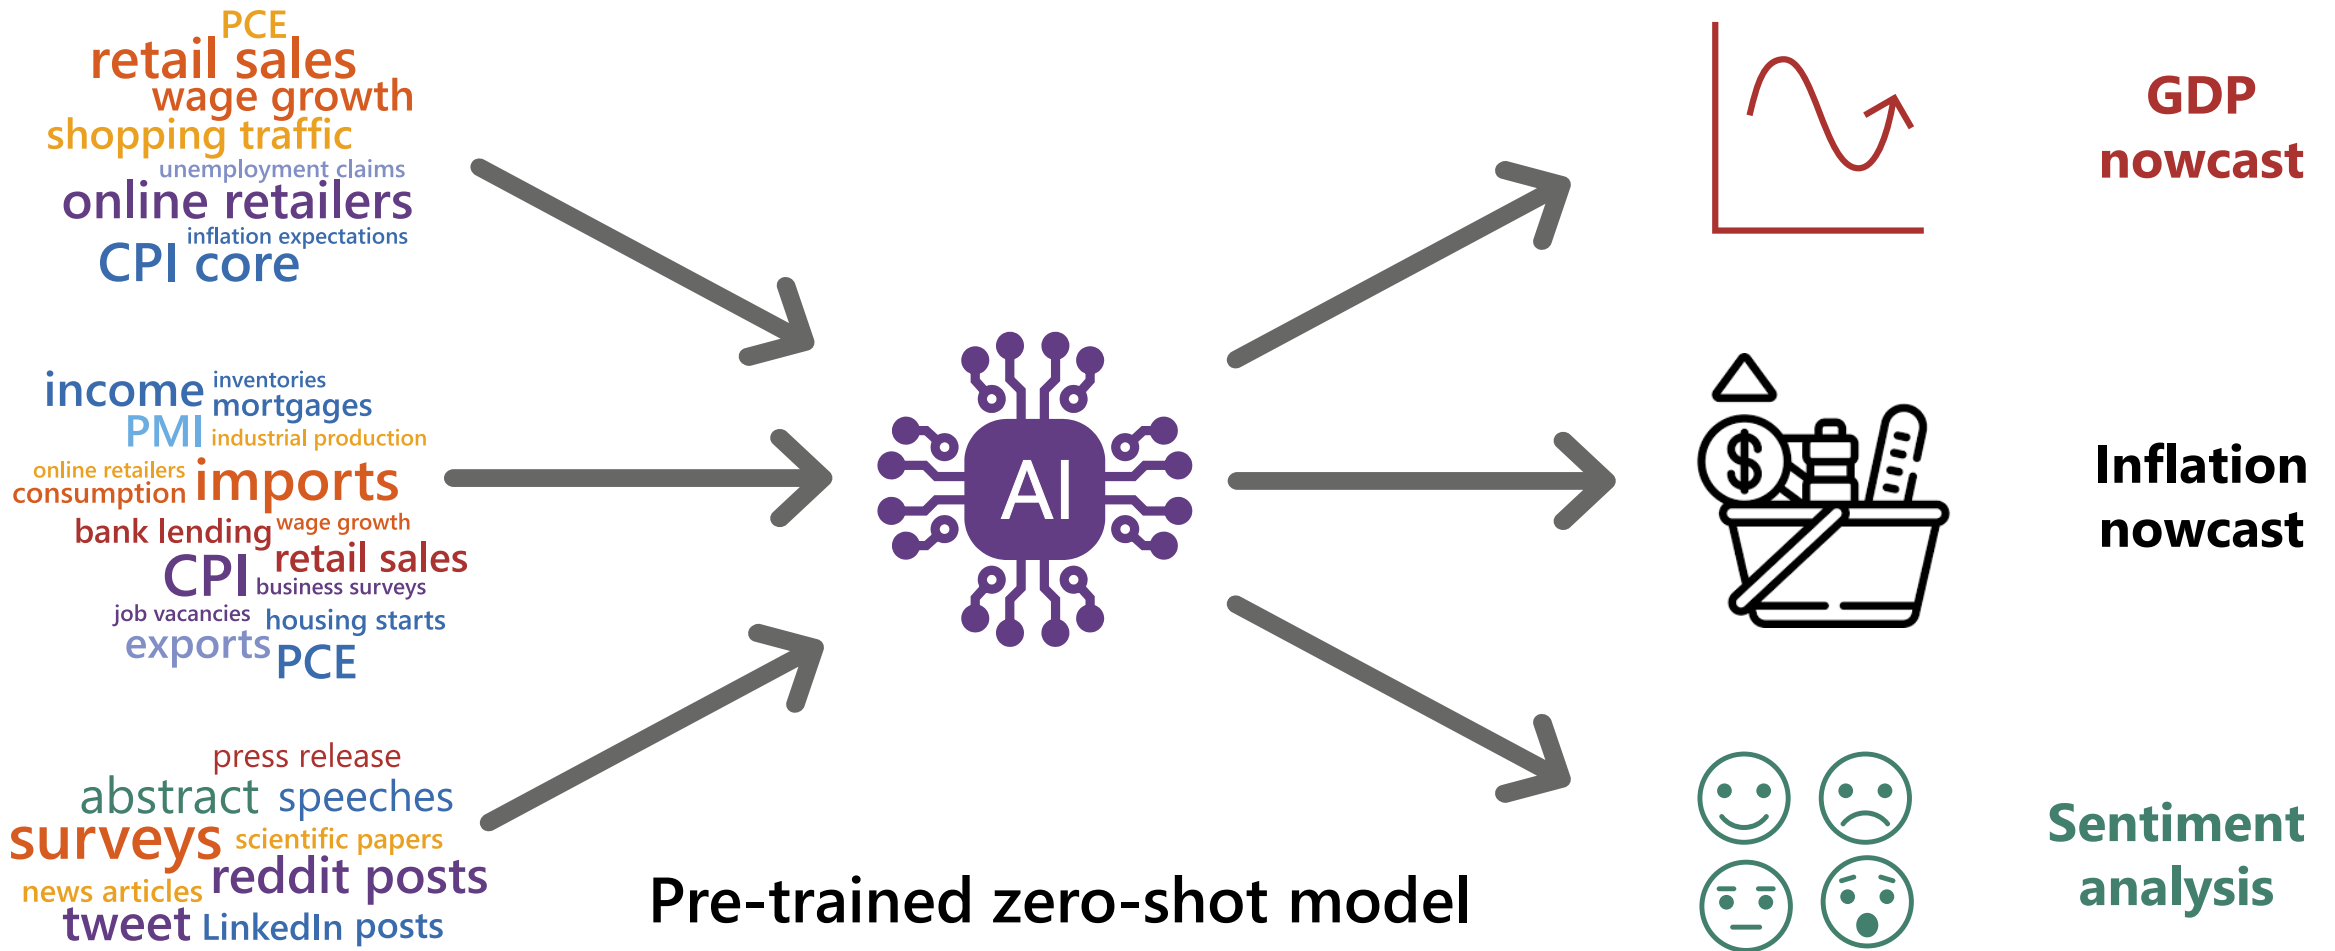 PCE
retail sales
wage growth
shopping traffic
unemployment claims
online retailers
inflation expectations
CPI core
income
inventories
mortgages
PMI
industrial production
online retailers
consumption
imports
bank lending
wage growth
retail sales
CPI
business surveys
job vacancies
housing starts
exports
PCE
press release
abstract
speeches
surveys
scientific papers
reddit posts
news articles
tweet
LinkedIn posts
AI
Pre-trained zero-shot model
GDP
nowcast
$
Inflation
nowcast
Sentiment
analysis